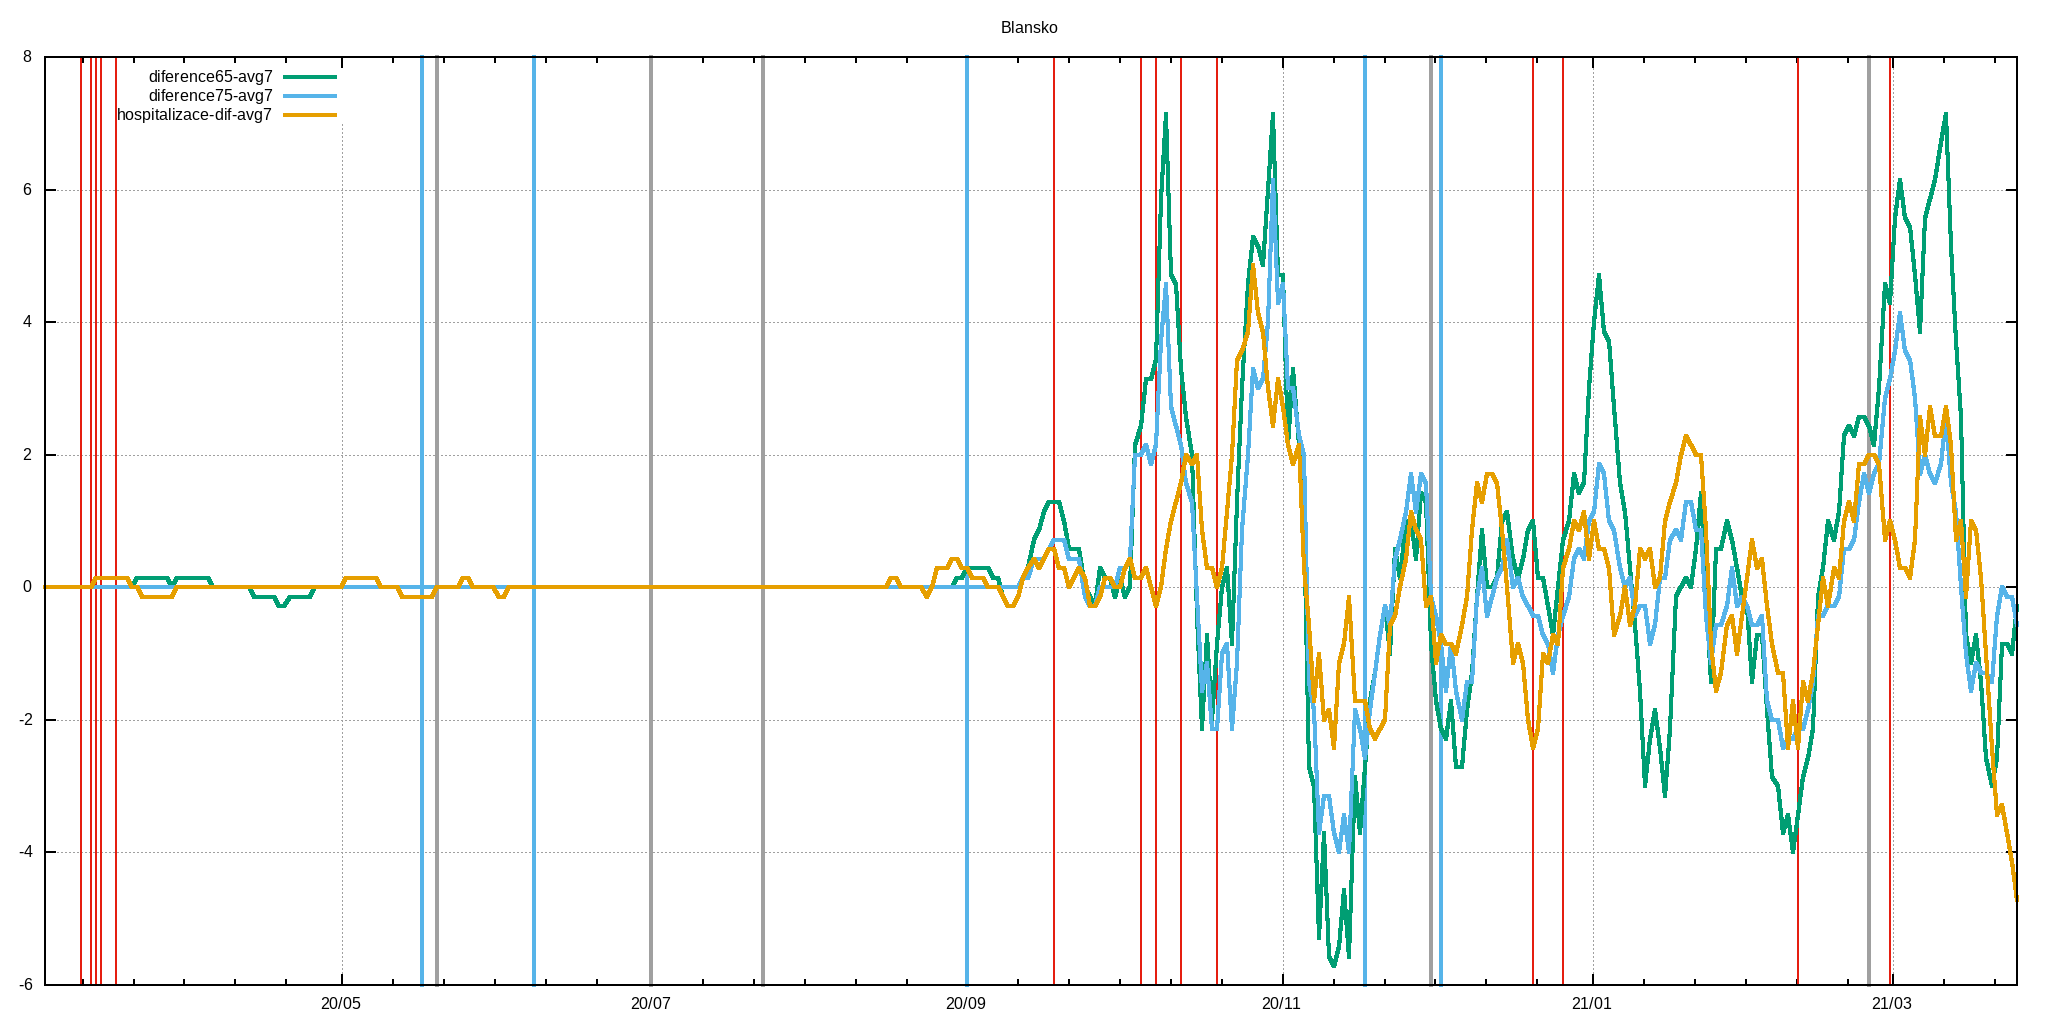 Blansko
8
diference65-avg7
diference75-avg7
hospitalizace-dif-avg7
6
4
2
0
-2
-4
-6
20/05 20/07 20/09 20/11 21/01 21/03